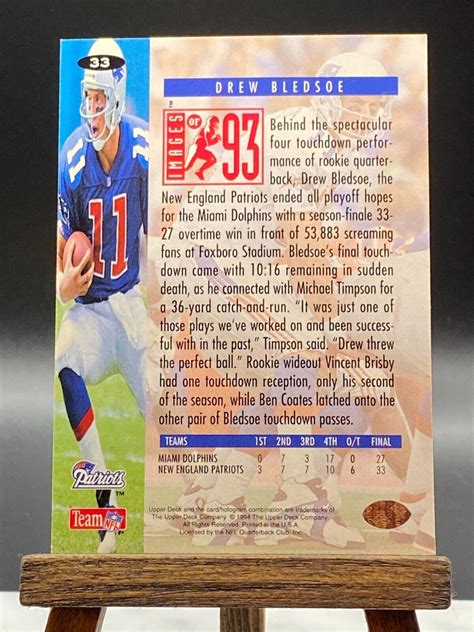 33
DREW BLEDSOE
IMAGES OF 93
™
Behind the spectacular
four touchdown perfor-
mance of rookie quarter-
back, Drew Bledsoe, the
New England Patriots ended all playoff hopes
for the Miami Dolphins with a season-finale 33-
27 overtime win in front of 53,883 screaming
fans at Foxboro Stadium. Bledsoe's final touch-
down came with 10:16 remaining in sudden
death, as he connected with Michael Timpson for
a 36-yard catch-and-run. "It was just one of
those plays we've worked on and been success-
ful with in the past," Timpson said. "Drew threw
the perfect ball." Rookie wideout Vincent Brisby
had one touchdown reception, only his second
of the season, while Ben Coates latched onto the
other pair of Bledsoe touchdown passes.
TEAMS 1ST 2ND 3RD 4TH O/T FINAL
MIAMI DOLPHINS 0 7 3 17 0 27
NEW ENGLAND PATRIOTS 3 7 7 10 6 33
11
Patriots
™
Team NFL
Upper Deck and the card/hologram combination are trademarks of
The Upper Deck Company. © 1994 The Upper Deck Company.
All Rights Reserved. Printed in the U.S.A.
Licensed by the NFL Quarterback Club, Inc.